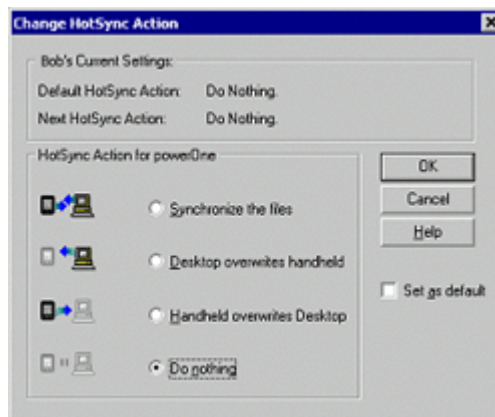 Change HotSync Action
Bob's Current Settings:
Default HotSync Action: Do Nothing.
Next HotSync Action: Do Nothing.
HotSync Action for powerOne
Synchronize the files
Desktop overwrites handheld
Handheld overwrites Desktop
Do nothing
OK
Cancel
Help
Set as default